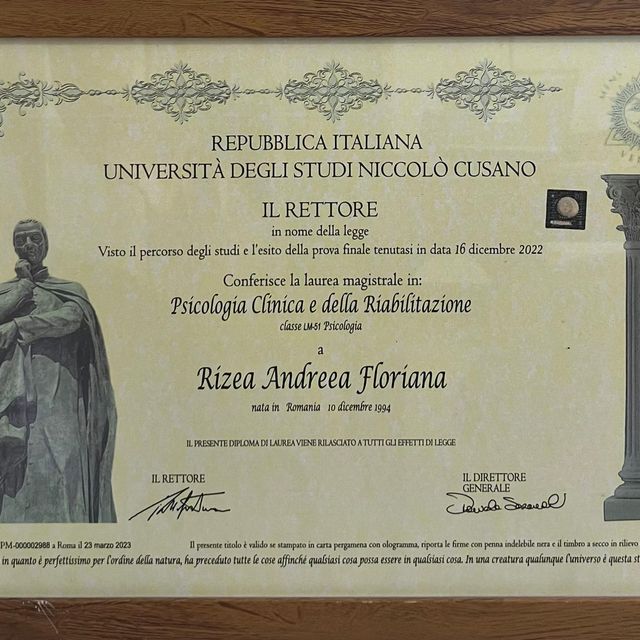 REPUBBLICA ITALIANA
UNIVERSITÀ DEGLI STUDI NICCOLÒ CUSANO
IL RETTORE
in nome della legge
Visto il percorso degli studi e l'esito della prova finale tenutasi in data 16 dicembre 2022
Conferisce la laurea magistrale in:
Psicologia Clinica e della Riabilitazione
classe LM-51 Psicologia
a
Rizea Andreea Floriana
nata in Romania 10 dicembre 1994
IL PRESENTE DIPLOMA DI LAUREA VIENE RILASCIATO A TUTTI GLI EFFETTI DI LEGGE
IL RETTORE
IL DIRETTORE
GENERALE
PM-000002988 a Roma il 23 marzo 2023
Il presente titolo è valido se stampato in carta pergamena con ologramma, riporta le firme con penna indelebile nera e il timbro a secco in rilievo
in quanto è perfettissimo per l'ordine della natura, ha preceduto tutte le cose affinché qualsiasi cosa possa essere in qualsiasi cosa. In una creatura qualunque l'universo è questa